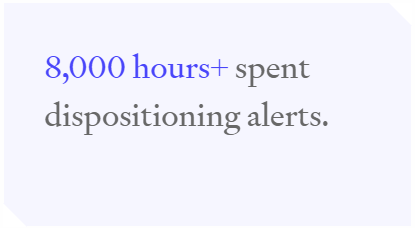 8,000 hours+ spent
dispositioning alerts.